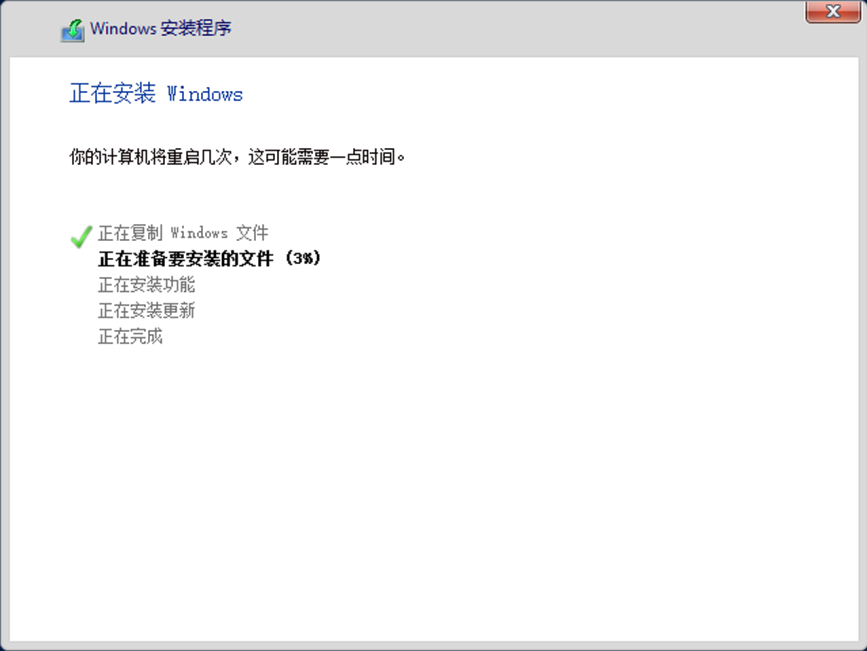 Windows 安装程序
正在安装 Windows
你的计算机将重启几次，这可能需要一点时间。
正在复制 Windows 文件
正在准备要安装的文件 (3%)
正在安装功能
正在安装更新
正在完成